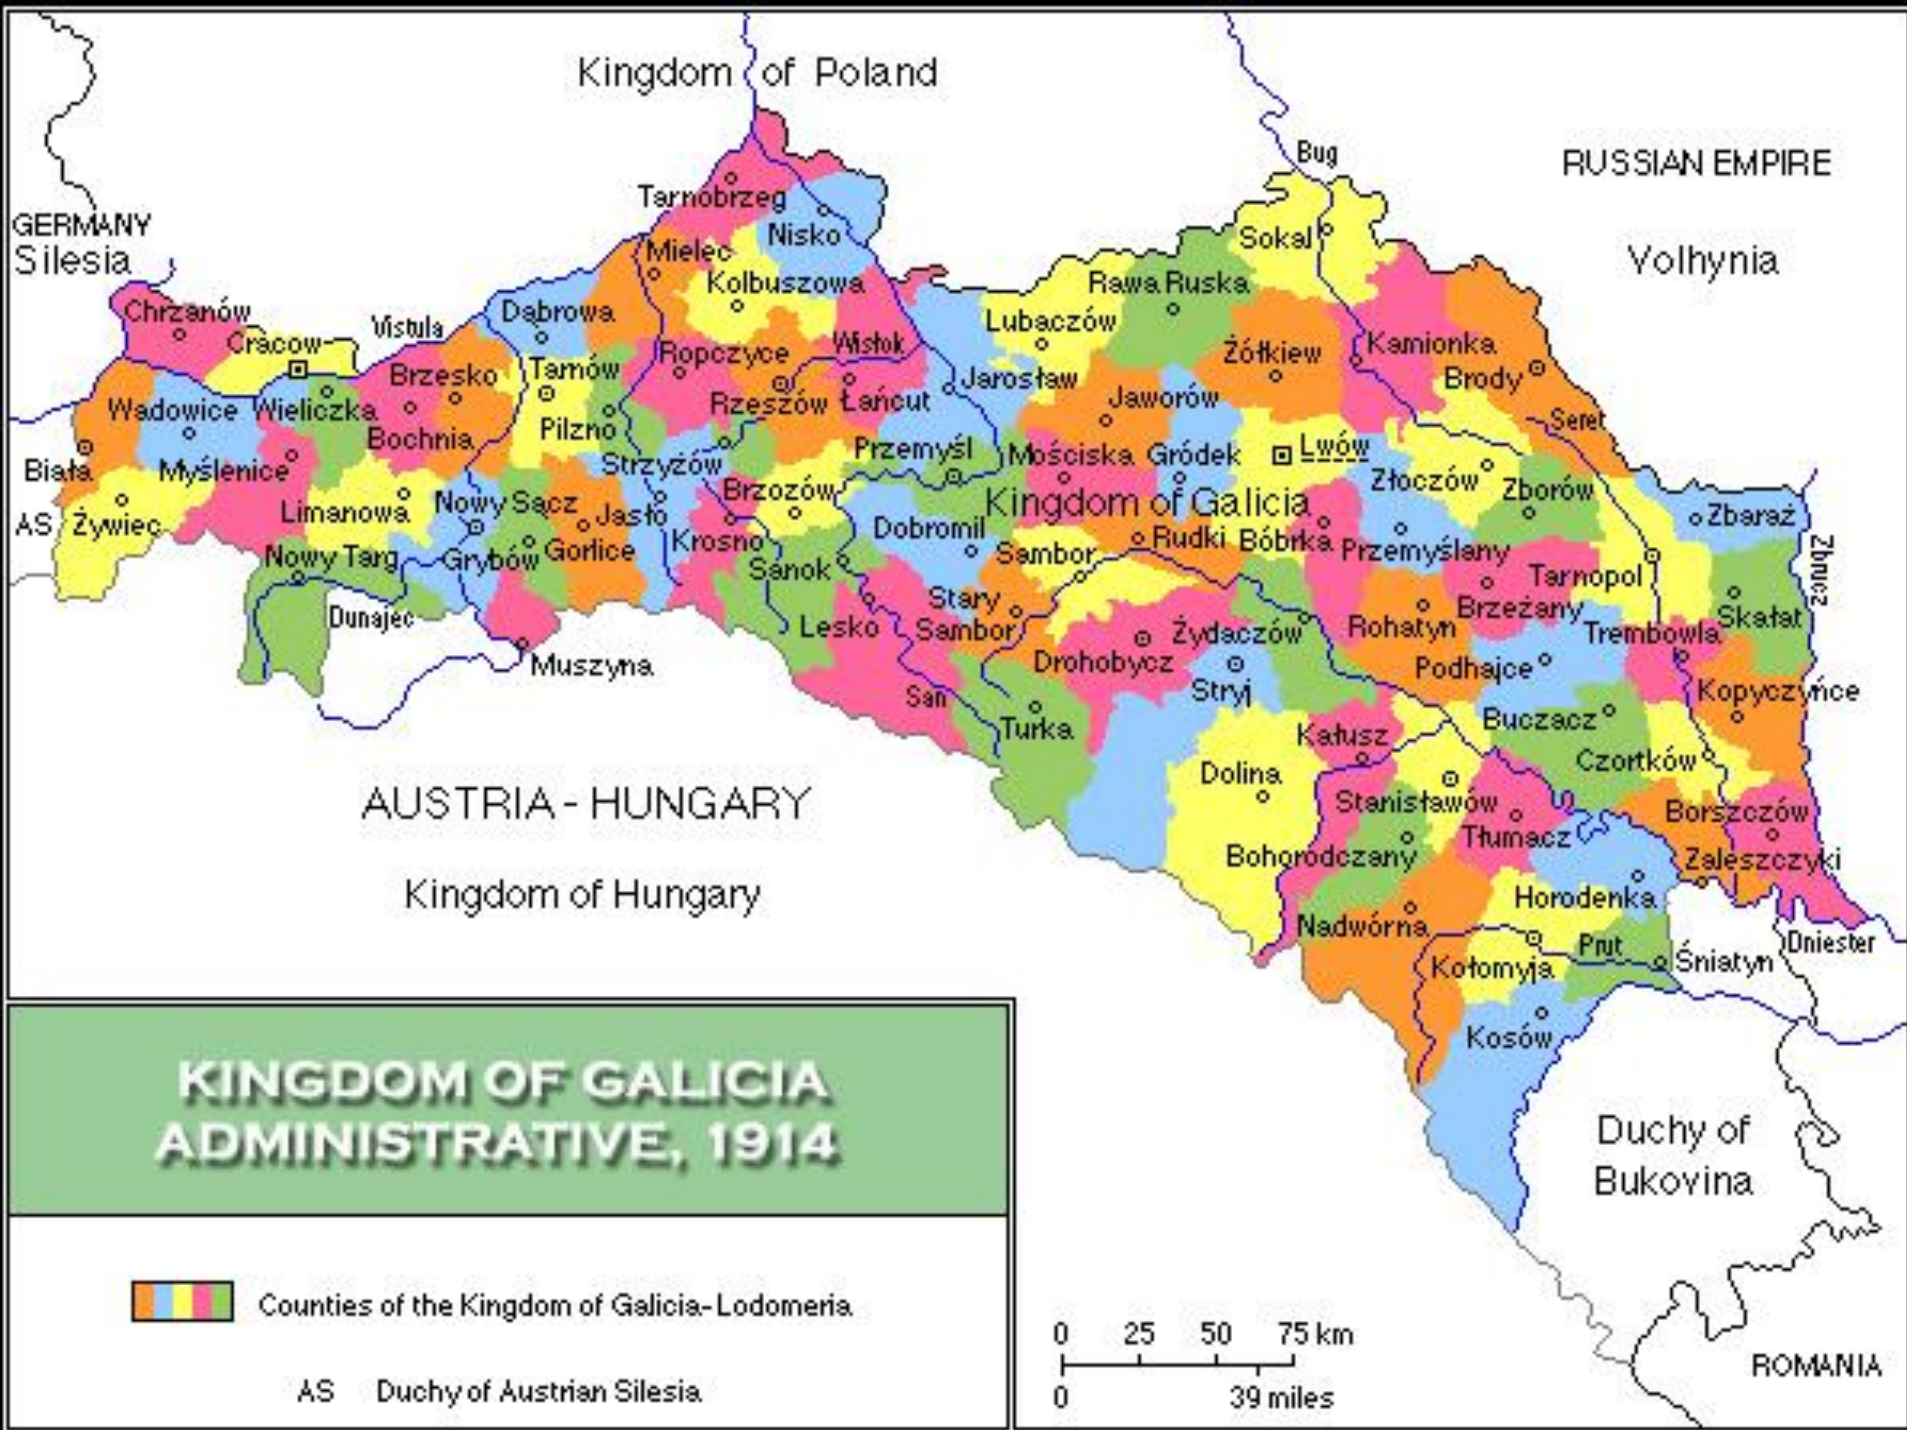 Kingdom of Poland
Bug
RUSSIAN EMPIRE
Volhynia
GERMANY
Silesia
Tarnobrzeg
Nisko
Sokal
Mielec
Kolbuszowa
Rawa Ruska
Chrzanów
Cracow
Vistula
Dąbrowa
Lubaczów
Wisłok
Ropczyce
Żółkiew
Kamionka
Brody
Brzesko
Tarnów
Jarosław
Jaworów
Wadowice
Wieliczka
Bochnia
Rzeszów
Łańcut
Seret
Pilzno
Przemyśl
Mościska
Gródek
Lwów
Biała
Myślenice
Strzyżów
Brzozów
Złoczów
Zborów
Kingdom of Galicia
Zbaraż
AS
Żywiec
Limanowa
Nowy Sącz
Jasło
Dobromil
Krosno
Rudki
Bóbrka
Przemyślany
Zbrucz
Nowy Targ
Grybów
Gorlice
Sanok
Sambor
Tarnopol
Brzeżany
Skałat
Dunajec
Lesko
Stary
Sambor
Żydaczów
Rohatyn
Trembowla
Muszyna
Drohobycz
Podhajce
San
Stryj
Kopyczyńce
Turka
Kałusz
Buczacz
Czortków
AUSTRIA - HUNGARY
Dolina
Stanisławów
Borszczów
Tłumacz
Bohorodczany
Zaleszczyki
Kingdom of Hungary
Horodenka
Nadwórna
Prut
Dniester
Kołomyja
Śniatyn
Kosów
Duchy of
Bukovina
ROMANIA
KINGDOM OF GALICIA
ADMINISTRATIVE, 1914
Counties of the Kingdom of Galicia-Lodomeria
AS Duchy of Austrian Silesia
0 25 50 75 km
0 39 miles